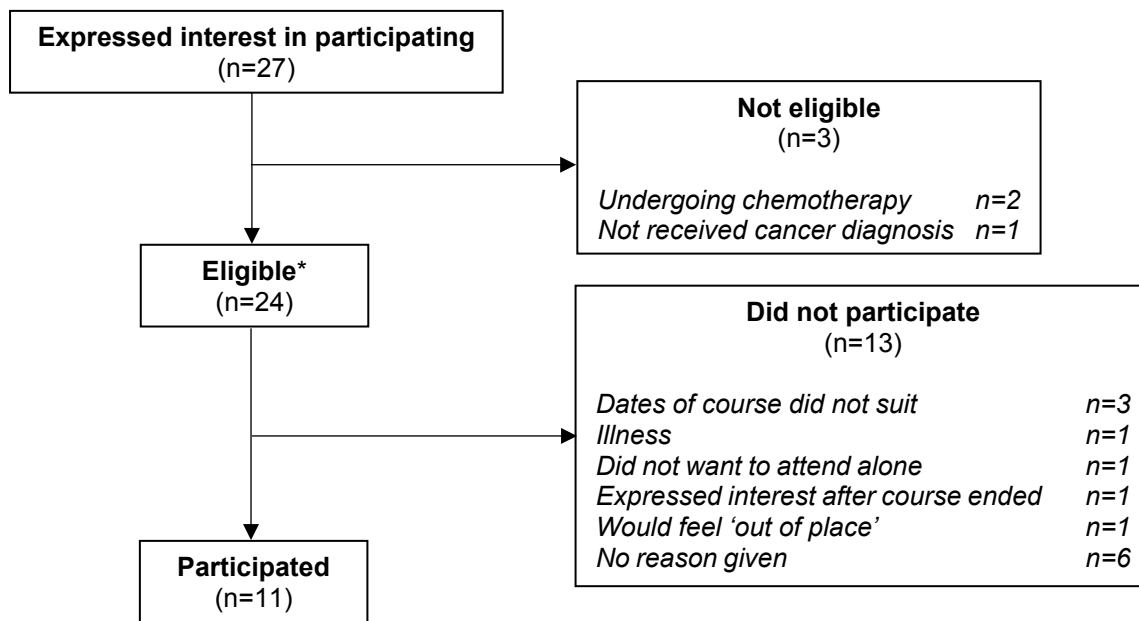 Expressed interest in participating
(n=27)
Not eligible
(n=3)
Undergoing chemotherapy n=2
Not received cancer diagnosis n=1
Eligible*
(n=24)
Did not participate
(n=13)
Dates of course did not suit n=3
Illness n=1
Did not want to attend alone n=1
Expressed interest after course ended n=1
Would feel ‘out of place’ n=1
No reason given n=6
Participated
(n=11)